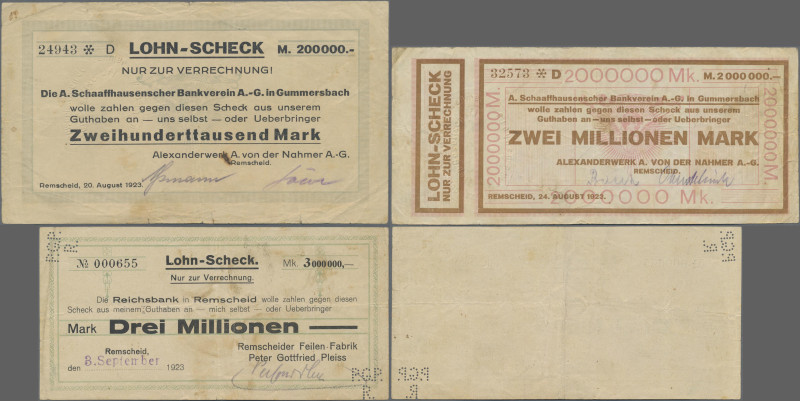 24943 * D LOHN-SCHECK M. 200000.-
NUR ZUR VERRECHNUNG!
Die A. Schaaffhausenscher Bankverein A.-G. in Gummersbach
wolle zahlen gegen diesen Scheck aus unserem
Guthaben an — uns selbst — oder Ueberbringer
Zweihunderttausend Mark
Alexanderwerk A. von der Nahmer A.-G.
Remscheid.
Remscheid, 20. August 1923.
LOHN-SCHECK
NUR ZUR VERRECHNUNG
2000000 M.
32573 * D 2000000 Mk. M. 2 000 000.—
A. Schaaffhausenscher Bankverein A.-G. in Gummersbach
wolle zahlen gegen diesen Scheck aus unserem
Guthaben an — uns selbst — oder Ueberbringer
ZWEI MILLIONEN MARK
ALEXANDERWERK A. VON DER NAHMER A.-G.
REMSCHEID.
REMSCHEID, 24. AUGUST 1923.
2000000 Mk.
2000000 M.
P.G.P.
R.
№ 000655 Lohn-Scheck. Mk. 3000000,—
Nur zur Verrechnung.
Die Reichsbank in Remscheid wolle zahlen gegen diesen
Scheck aus meinem Guthaben an — mich selbst — oder Ueberbringer
Mark Drei Millionen
Remscheid, Remscheider Feilen-Fabrik
den 3. September 1923 Peter Gottfried Pleiss
P.G.P.
R.
P.G.P.
R.
P.G.P.
R.